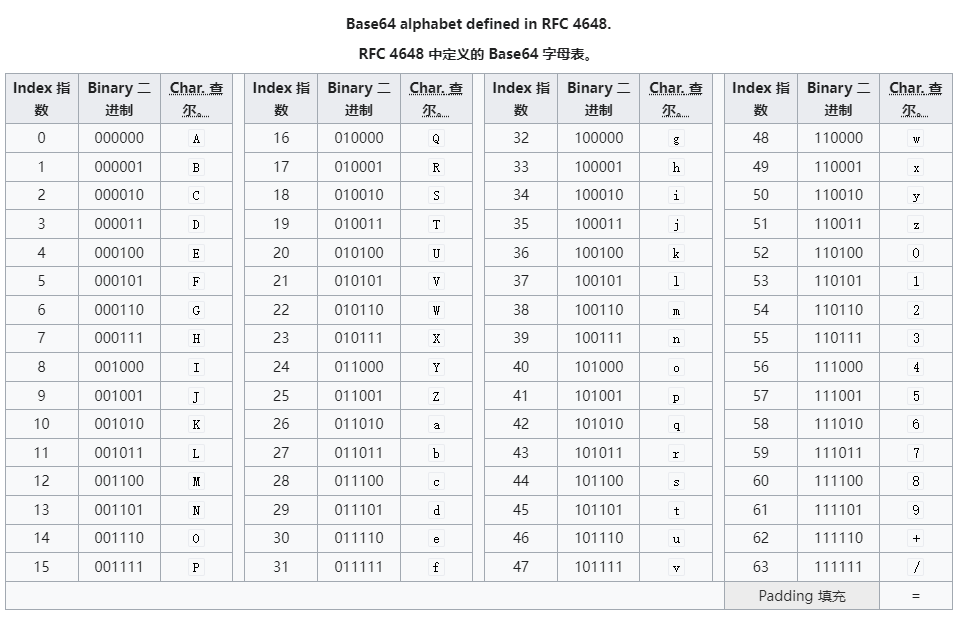 Base64 alphabet defined in RFC 4648.
RFC 4648 中定义的 Base64 字母表。
Index 指数 Binary 二进制 Char. 查尔。 Index 指数 Binary 二进制 Char. 查尔。 Index 指数 Binary 二进制 Char. 查尔。 Index 指数 Binary 二进制 Char. 查尔。
0 000000 A 16 010000 Q 32 100000 g 48 110000 w
1 000001 B 17 010001 R 33 100001 h 49 110001 x
2 000010 C 18 010010 S 34 100010 i 50 110010 y
3 000011 D 19 010011 T 35 100011 j 51 110011 z
4 000100 E 20 010100 U 36 100100 k 52 110100 0
5 000101 F 21 010101 V 37 100101 l 53 110101 1
6 000110 G 22 010110 W 38 100110 m 54 110110 2
7 000111 H 23 010111 X 39 100111 n 55 110111 3
8 001000 I 24 011000 Y 40 101000 o 56 111000 4
9 001001 J 25 011001 Z 41 101001 p 57 111001 5
10 001010 K 26 011010 a 42 101010 q 58 111010 6
11 001011 L 27 011011 b 43 101011 r 59 111011 7
12 001100 M 28 011100 c 44 101100 s 60 111100 8
13 001101 N 29 011101 d 45 101101 t 61 111101 9
14 001110 O 30 011110 e 46 101110 u 62 111110 +
15 001111 P 31 011111 f 47 101111 v 63 111111 /
Padding 填充 =